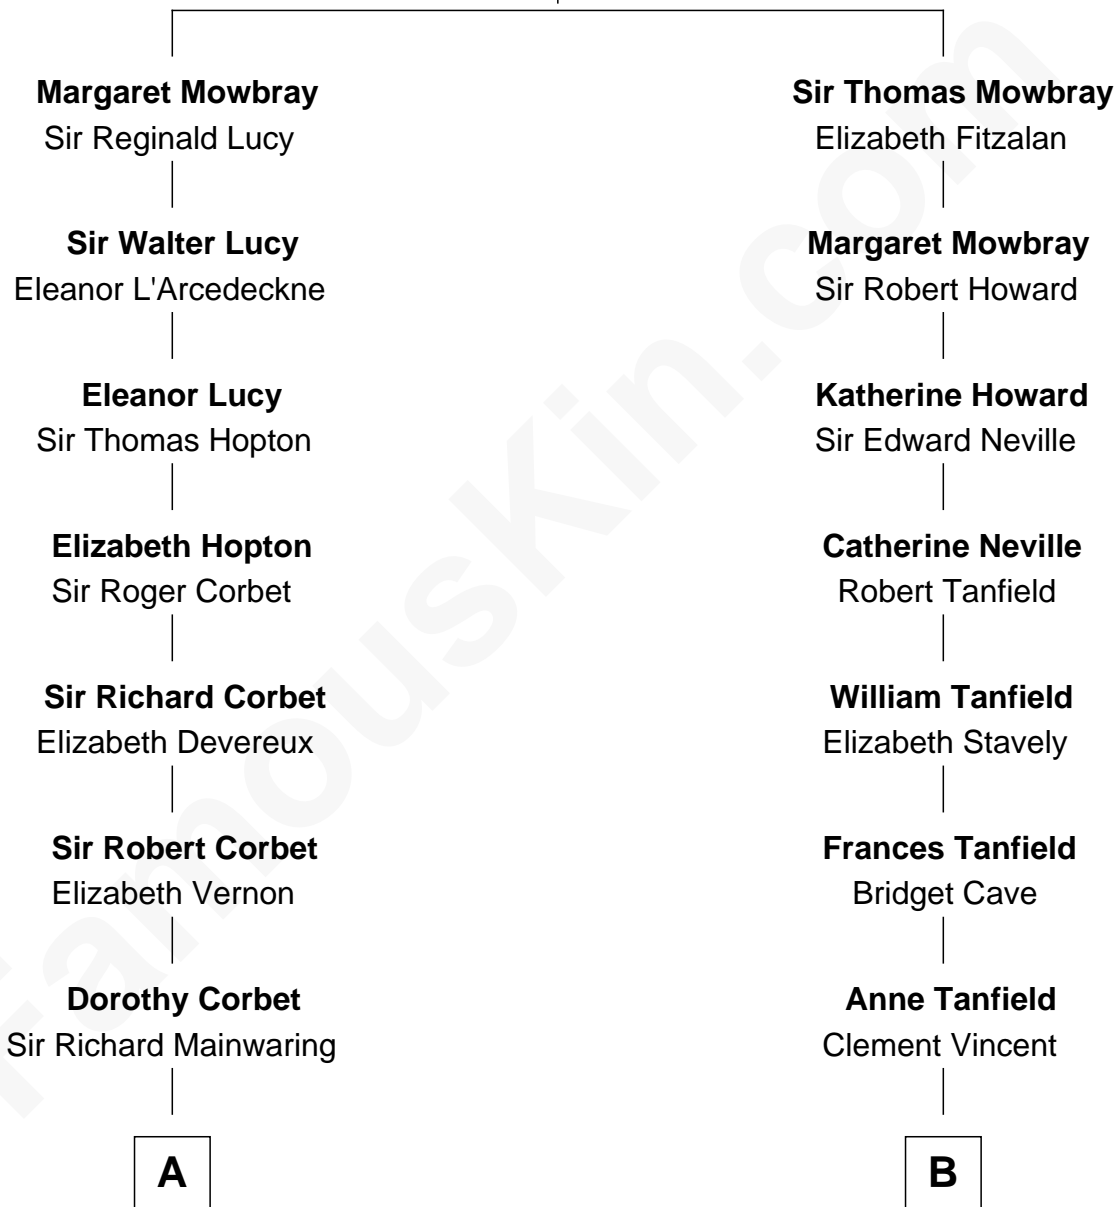 Margaret Mowbray
Sir Reginald Lucy
Sir Walter Lucy
Eleanor L'Arcedeckne
Eleanor Lucy
Sir Thomas Hopton
Elizabeth Hopton
Sir Roger Corbet
Sir Richard Corbet
Elizabeth Devereux
Sir Robert Corbet
Elizabeth Vernon
Dorothy Corbet
Sir Richard Mainwaring
A
Sir Thomas Mowbray
Elizabeth Fitzalan
Margaret Mowbray
Sir Robert Howard
Katherine Howard
Sir Edward Neville
Catherine Neville
Robert Tanfield
William Tanfield
Elizabeth Stavely
Frances Tanfield
Bridget Cave
Anne Tanfield
Clement Vincent
B
FamousKin.com